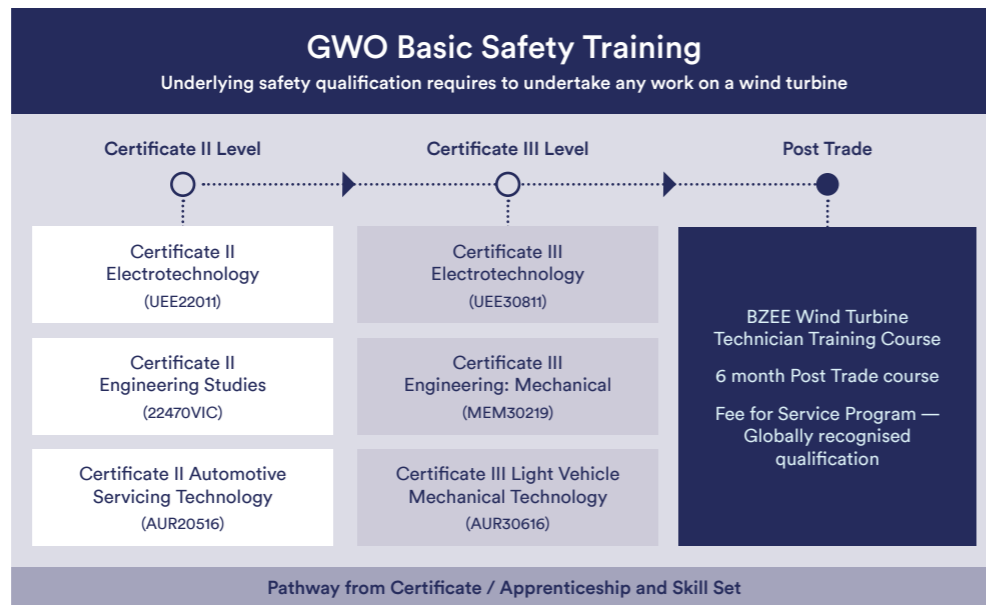 GWO Basic Safety Training
Underlying safety qualification requires to undertake any work on a wind turbine
Certificate II Level
Certificate III Level
Post Trade
Certificate II
Electrotechnology
(UEE22011)
Certificate II
Engineering Studies
(22470VIC)
Certificate II Automotive
Servicing Technology
(AUR20516)
Certificate III
Electrotechnology
(UEE30811)
Certificate III
Engineering: Mechanical
(MEM30219)
Certificate III Light Vehicle
Mechanical Technology
(AUR30616)
BZEE Wind Turbine
Technician Training Course
6 month Post Trade course
Fee for Service Program —
Globally recognised
qualification
Pathway from Certificate / Apprenticeship and Skill Set